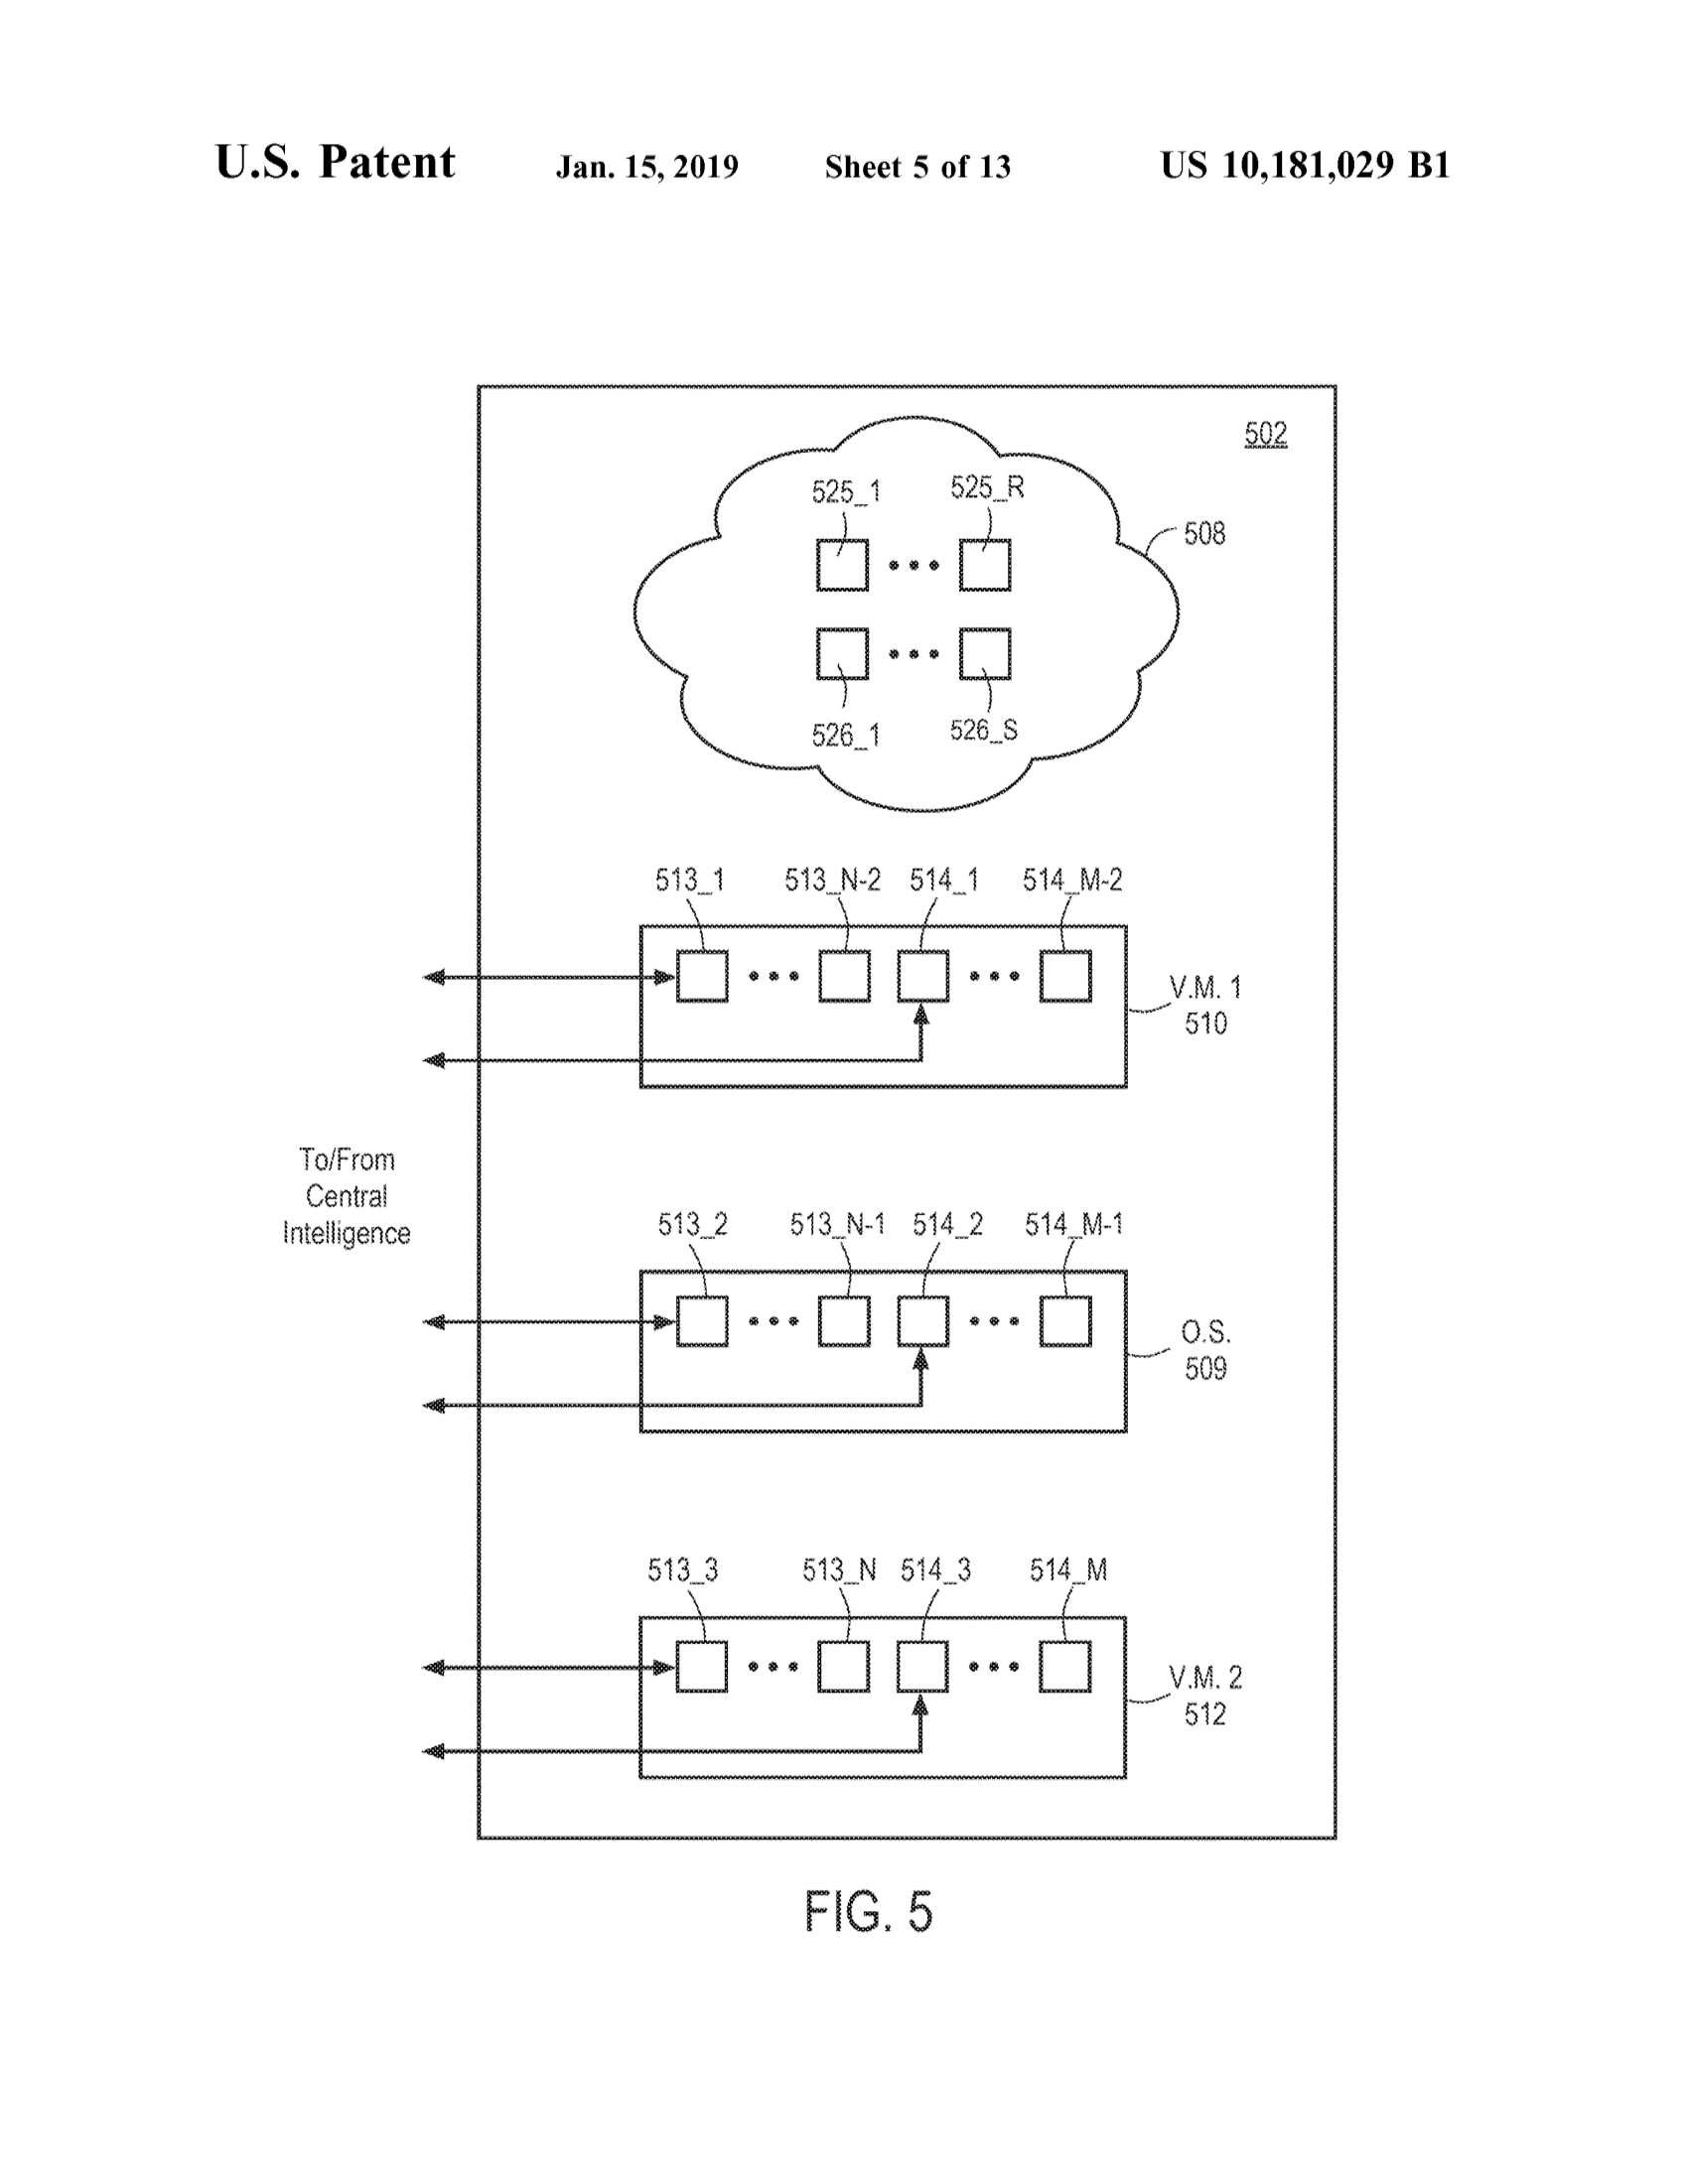 U.S. Patent Jan. 15, 2019 Sheet 5 of 13 US 10,181,029 B1
502
525_1 525_R
508
526_1 526_S
513_1 513_N-2 514_1 514_M-2
V.M. 1
510
To/From
Central
Intelligence
513_2 513_N-1 514_2 514_M-1
O.S.
509
513_3 513_N 514_3 514_M
V.M. 2
512
FIG. 5